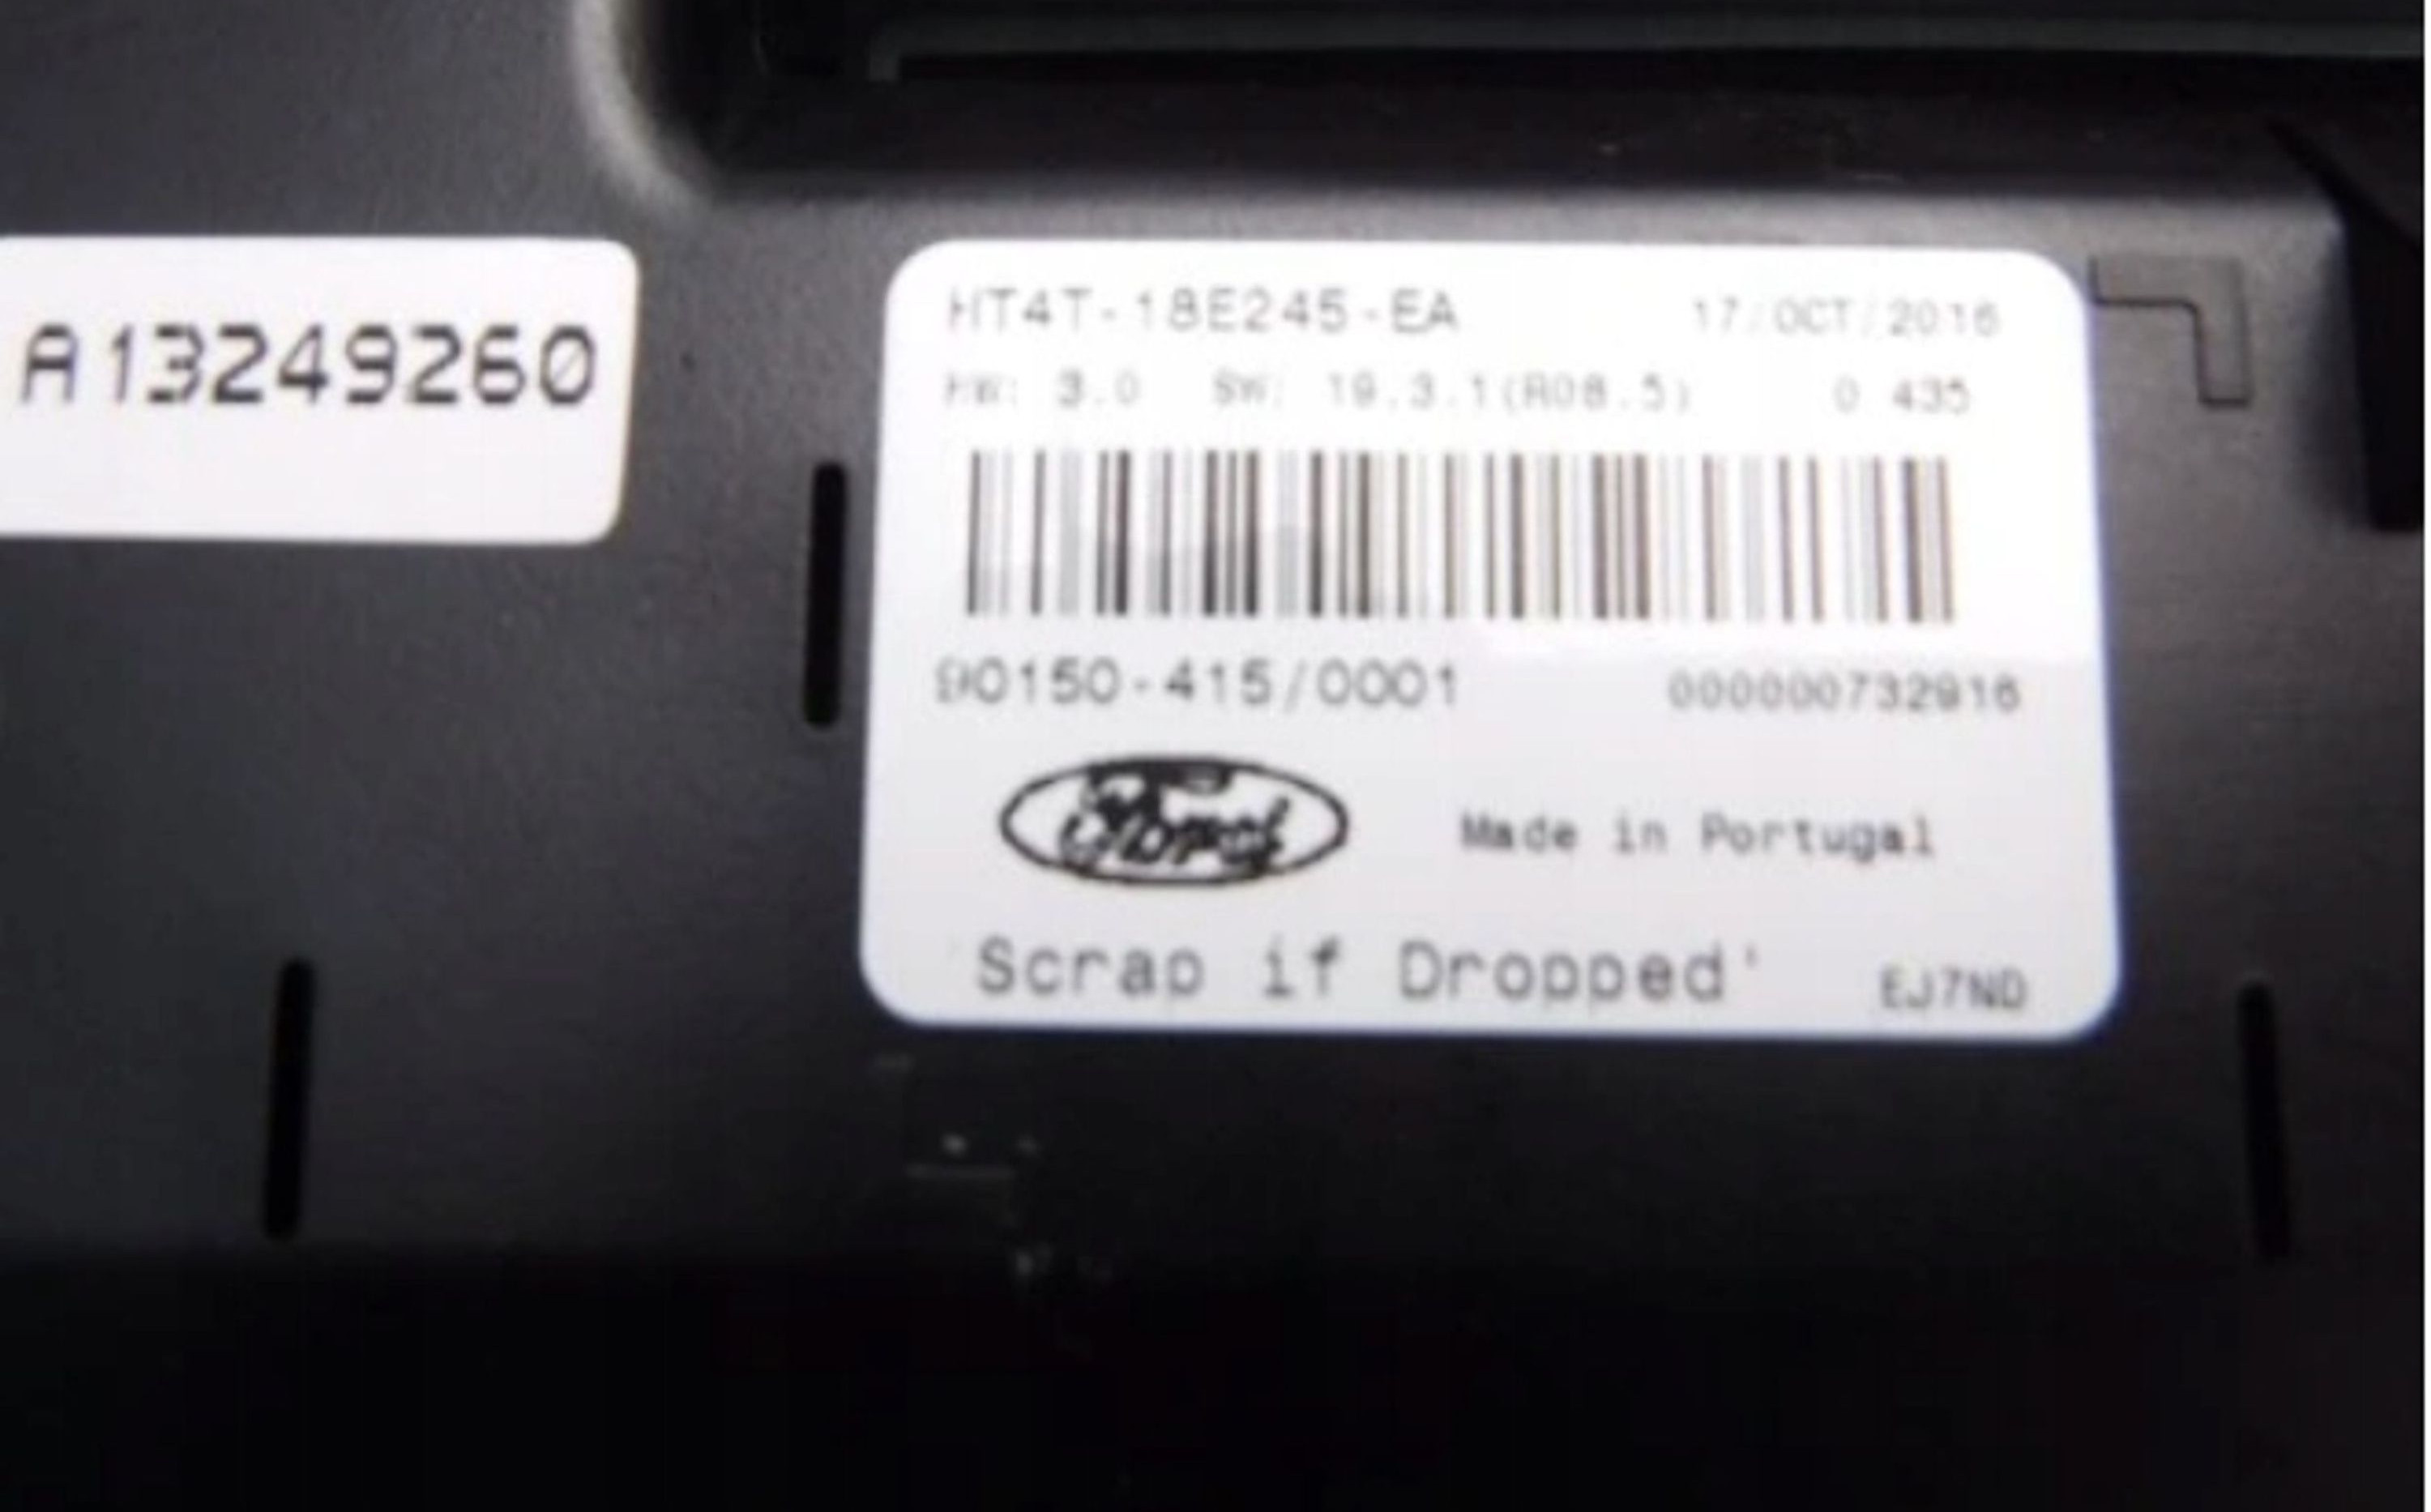 A13249260
HT4T-18E245-EA 17/OCT/2016
HW: 3.0 SW: 19.3.1(R08.5) 0 435
90150-415/0001 000000732916
Ford Made in Portugal
'Scrap if Dropped' EJ7ND